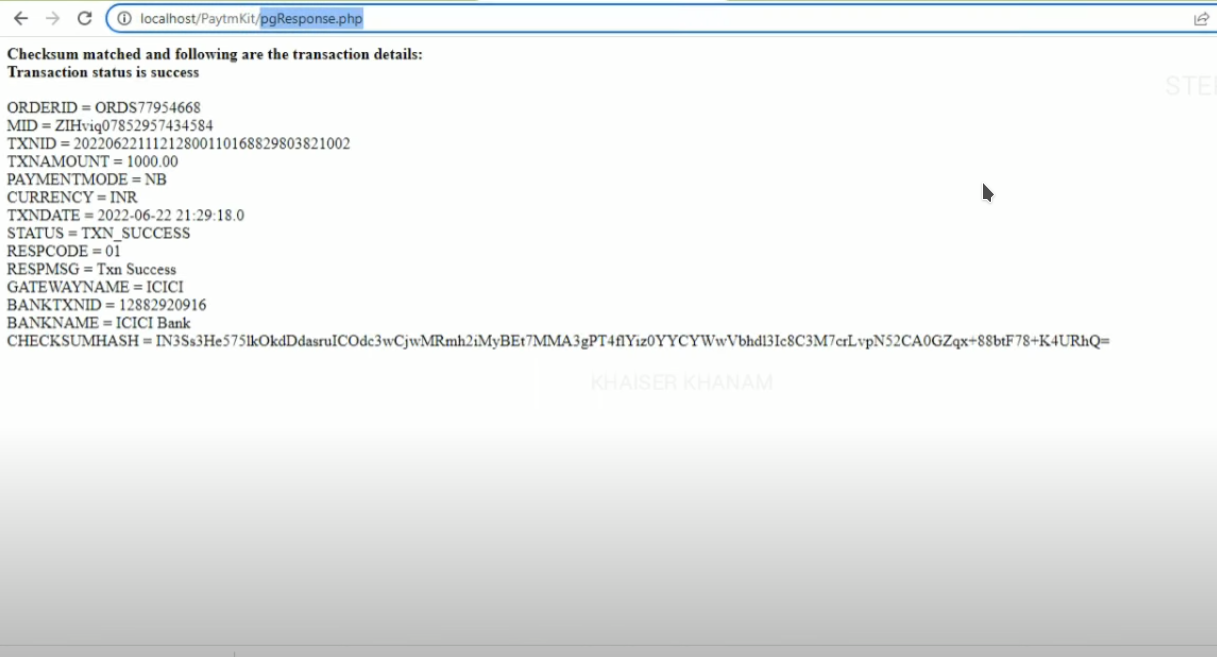 localhost/PaytmKit/pgResponse.php
Checksum matched and following are the transaction details:
Transaction status is success
STE
ORDERID = ORDS77954668
MID = ZIHviq07852957434584
TXNID = 20220622111212800110168829803821002
TXNAMOUNT = 1000.00
PAYMENTMODE = NB
CURRENCY = INR
TXNDATE = 2022-06-22 21:29:18.0
STATUS = TXN_SUCCESS
RESPCODE = 01
RESPMSG = Txn Success
GATEWAYNAME = ICICI
BANKTXNID = 12882920916
BANKNAME = ICICI Bank
CHECKSUMHASH = IN3Ss3He575lkOkdDdasruICOdc3wCjwMRmh2iMyBEt7MMA3gPT4flYiz0YYCYWwVbhdl3Ic8C3M7crLvpN52CA0GZqx+88btF78+K4URhQ=
KHAISER KHANAM